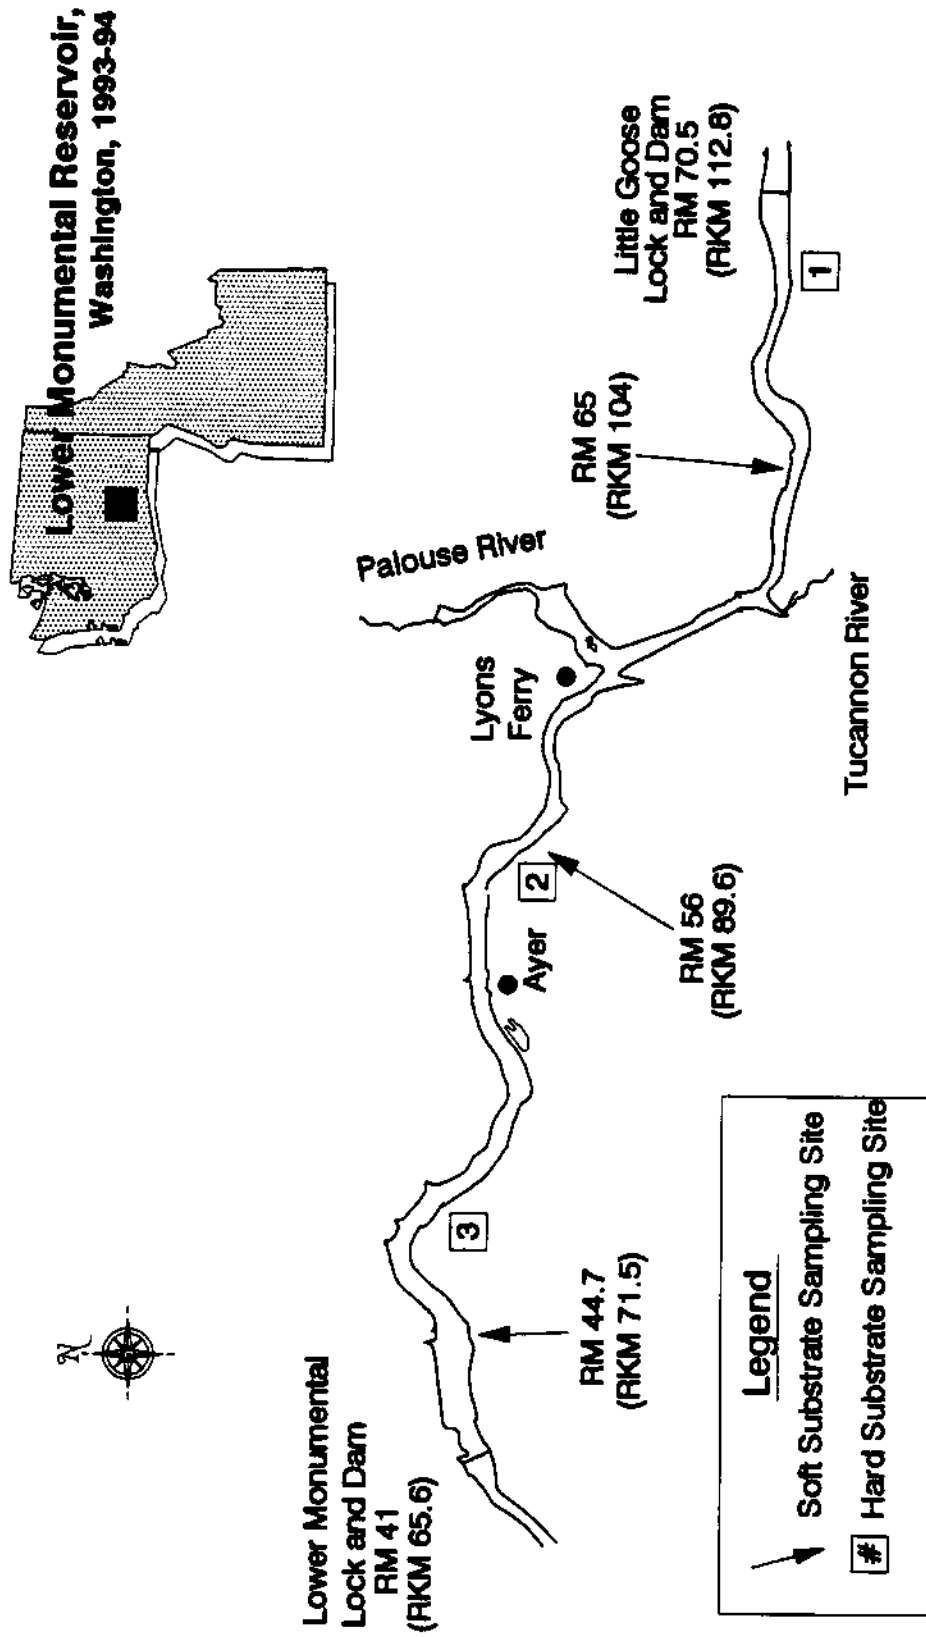 Lower Monumental Reservoir,
Washington, 1993-94
N
Lower Monumental
Lock and Dam
RM 41
(RKM 65.6)
RM 44.7
(RKM 71.5)
3
Ayer
2
RM 56
(RKM 89.6)
Lyons
Ferry
Palouse River
Tucannon River
RM 65
(RKM 104)
Little Goose
Lock and Dam
RM 70.5
(RKM 112.8)
1
Legend
Soft Substrate Sampling Site
# Hard Substrate Sampling Site